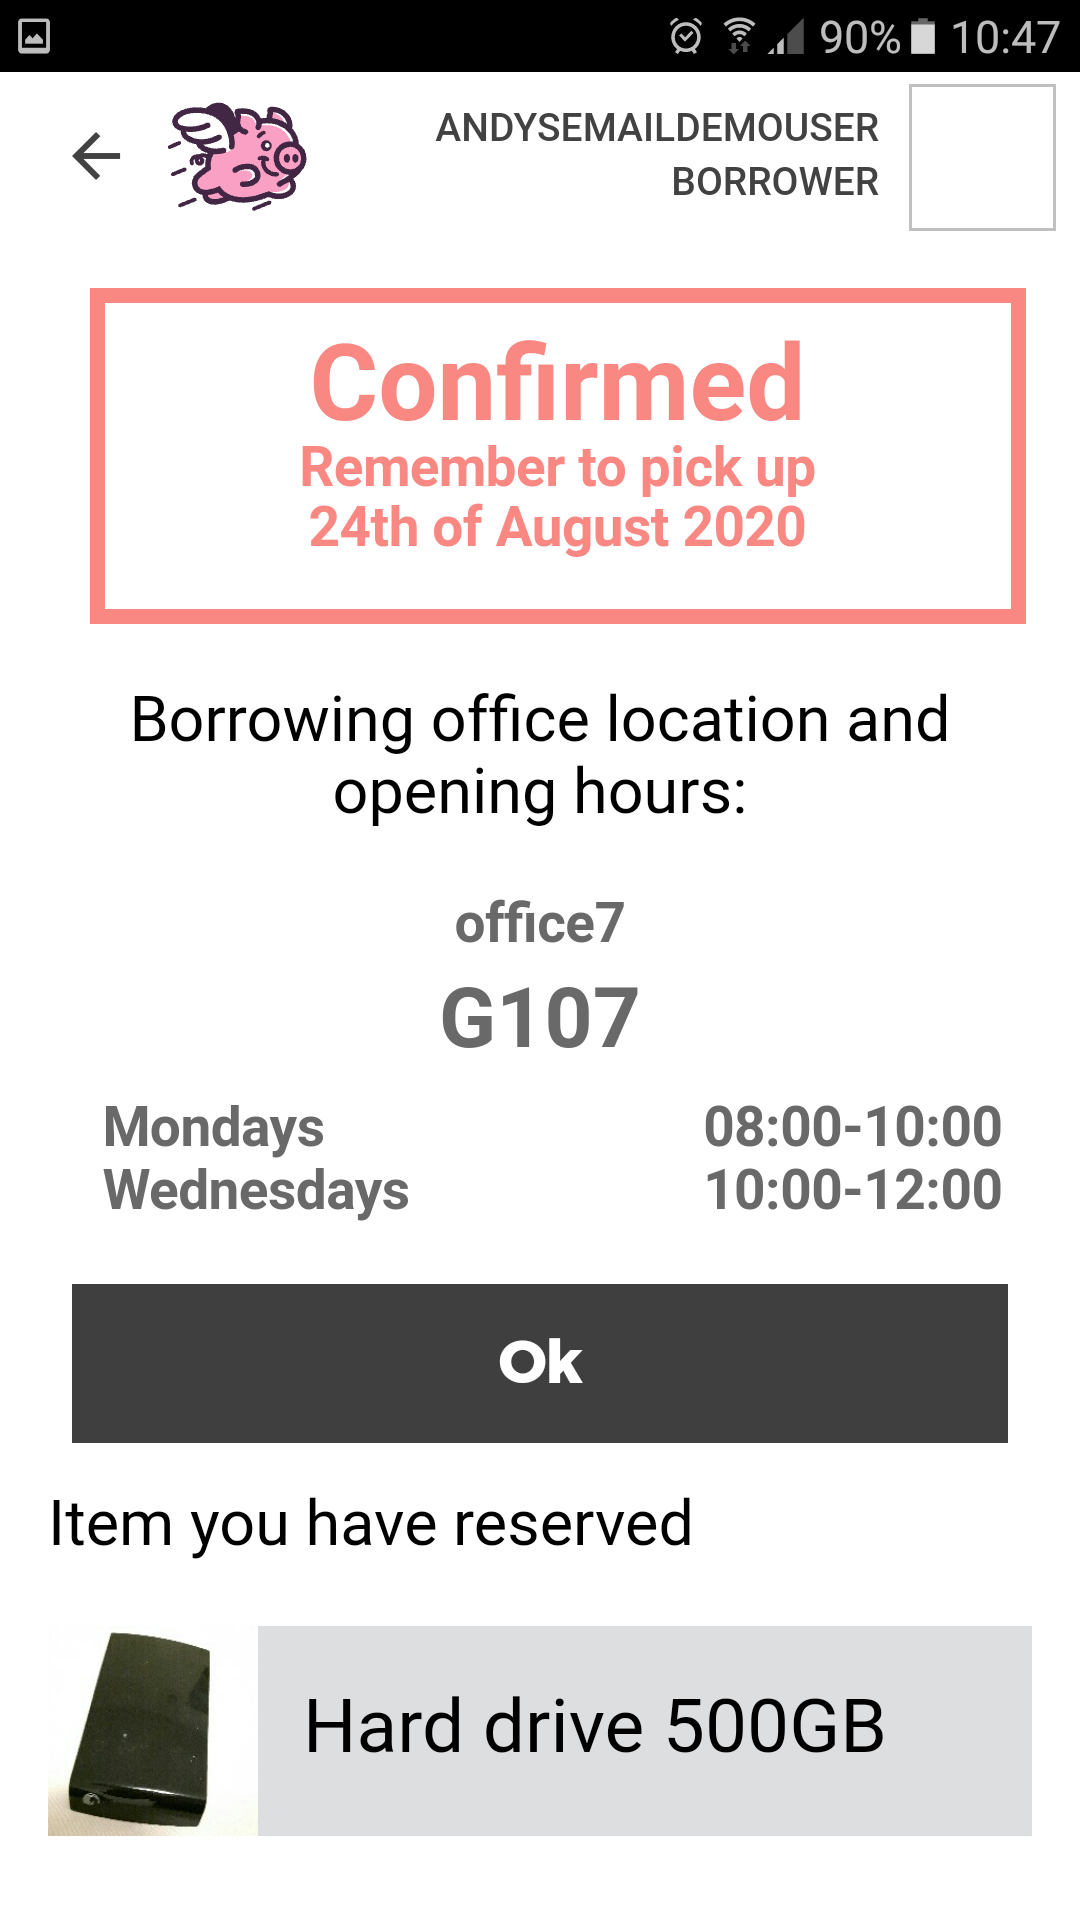 90% 10:47
ANDYSEMAILDEMOUSER
BORROWER
Confirmed
Remember to pick up
24th of August 2020
Borrowing office location and
opening hours:
office7
G107
Mondays 08:00-10:00
Wednesdays 10:00-12:00
Ok
Item you have reserved
Hard drive 500GB